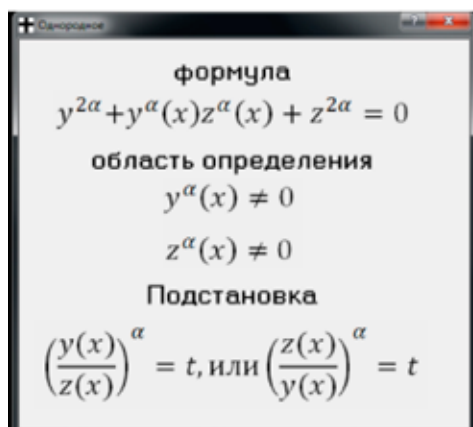 Однородное
формула
y^{2α}+y^α(x)z^α(x) + z^{2α} = 0
область определения
y^α(x) ≠ 0
z^α(x) ≠ 0
Подстановка
(y(x)/z(x))^α = t, или (z(x)/y(x))^α = t